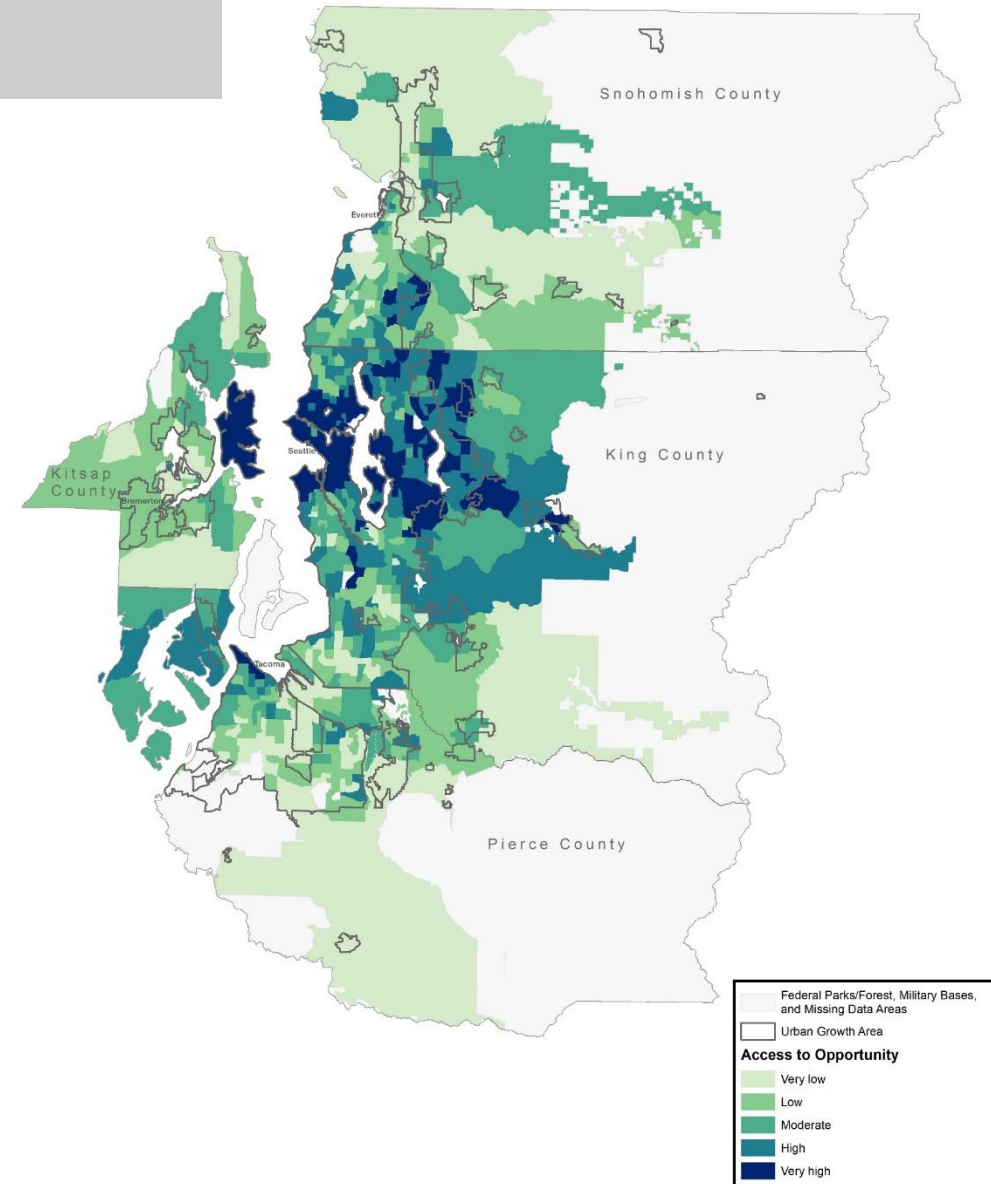 Snohomish County
Everett
King County
Seattle
Kitsap
County
Bremerton
Tacoma
Pierce County
Federal Parks/Forest, Military Bases,
and Missing Data Areas
Urban Growth Area
Access to Opportunity
Very low
Low
Moderate
High
Very high